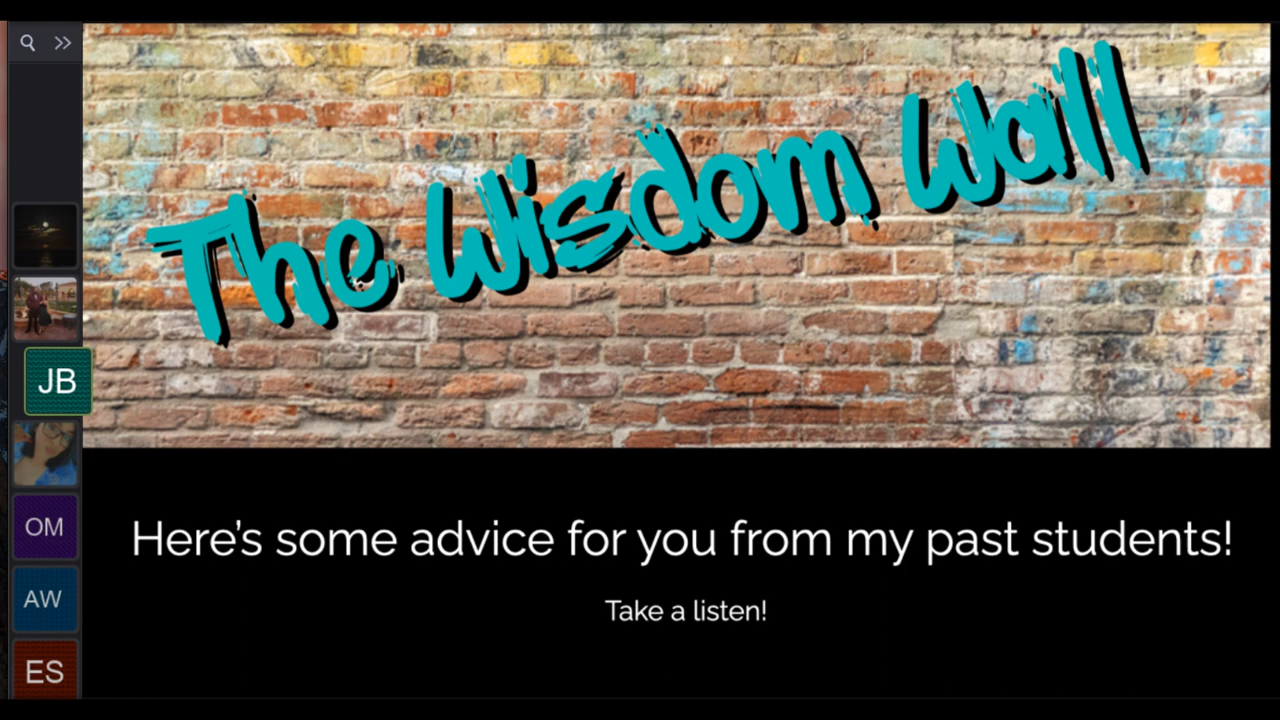 The Wisdom Wall
Here’s some advice for you from my past students!
Take a listen!
JB
OM
AW
ES